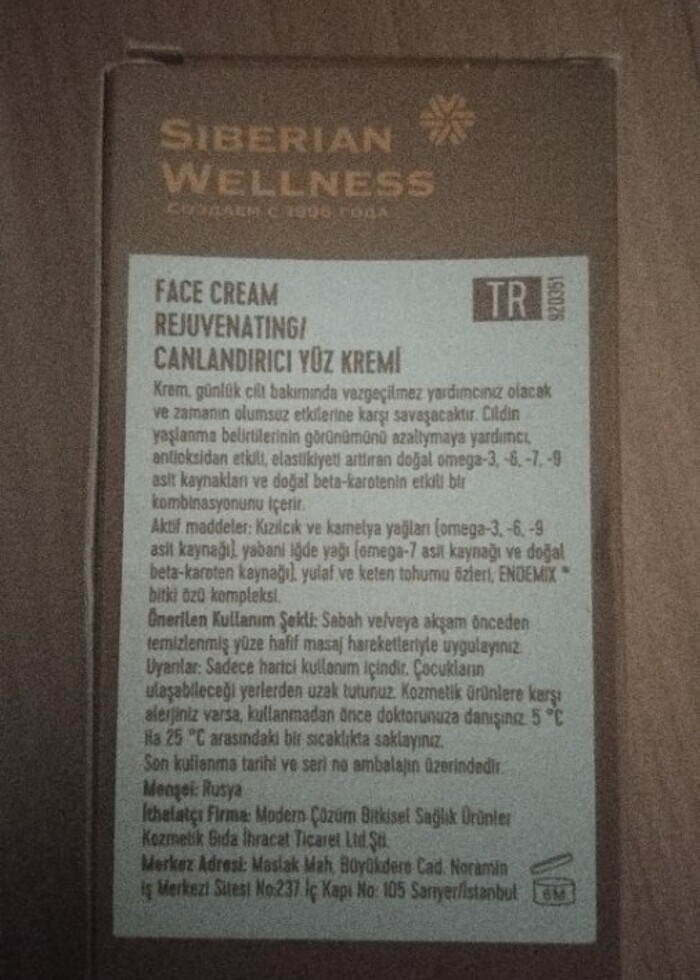 SIBERIAN
WELLNESS
СОЗДАЕМ С 1996 ГОДА
FACE CREAM
TR
920351
REJUVENATING/
CANLANDIRICI YÜZ KREMİ
Krem, günlük cilt bakımında vazgeçilmez yardımcınız olacak
ve zamanın olumsuz etkilerine karşı savaşacaktır. Cildin
yaşlanma belirtilerinin görünümünü azaltymaya yardımcı,
antioksidan etkili, elastikiyeti arttıran doğal omega-3, -6, -7, -9
asit kaynakları ve doğal beta-karotenin etkili bir
kombinasyonunu içerir.
Aktif maddeler: Kızılcık ve kamelya yağları (omega-3, -6, -9
asit kaynağı), yabani iğde yağı (omega-7 asit kaynağı ve doğal
beta-karoten kaynağı), yulaf ve keten tohumu özleri, ENDEMIX ™
bitki özü kompleksi.
Önerilen Kullanım Şekli: Sabah ve/veya akşam önceden
temizlenmiş yüze hafif masaj hareketleriyle uygulayınız.
Uyarılar: Sadece harici kullanım içindir. Çocukların
ulaşabileceği yerlerden uzak tutunuz. Kozmetik ürünlere karşı
alerjiniz varsa, kullanmadan önce doktorunuza danışınız. 5 °C
ila 25 °C arasındaki bir sıcaklıkta saklayınız.
Son kullanma tarihi ve seri no ambalajın üzerindedir.
Menşei: Rusya
İthalatçı Firma: Modern Çözüm Bitkisel Sağlık Ürünler
Kozmetik Gıda İhracat Ticaret Ltd.Şti.
Merkez Adresi: Maslak Mah. Büyükdere Cad. Noramin
iş Merkezi Sitesi No:237 İç Kapı No: 105 Sarıyer/İstanbul
6M